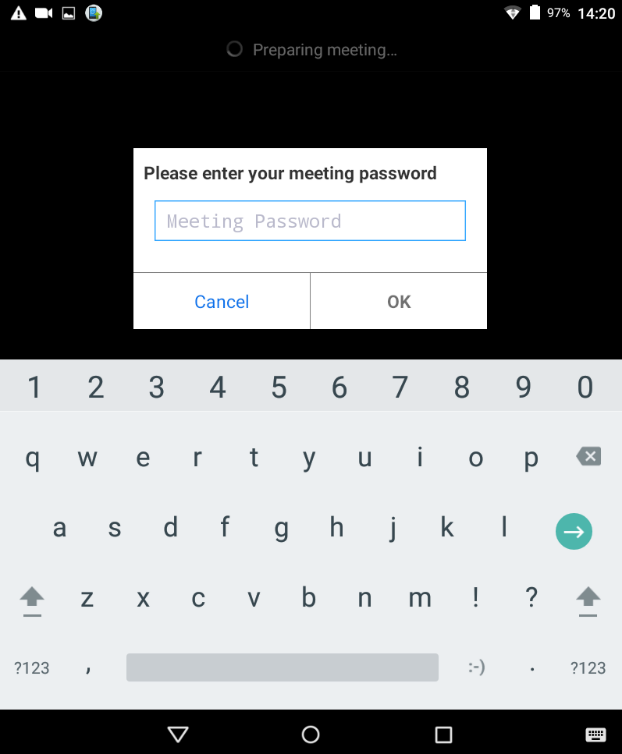 97% 14:20
Preparing meeting...
Please enter your meeting password
Meeting Password
Cancel OK
1 2 3 4 5 6 7 8 9 0
q w e r t y u i o p
a s d f g h j k l
z x c v b n m ! ?
?123 , :-) . ?123